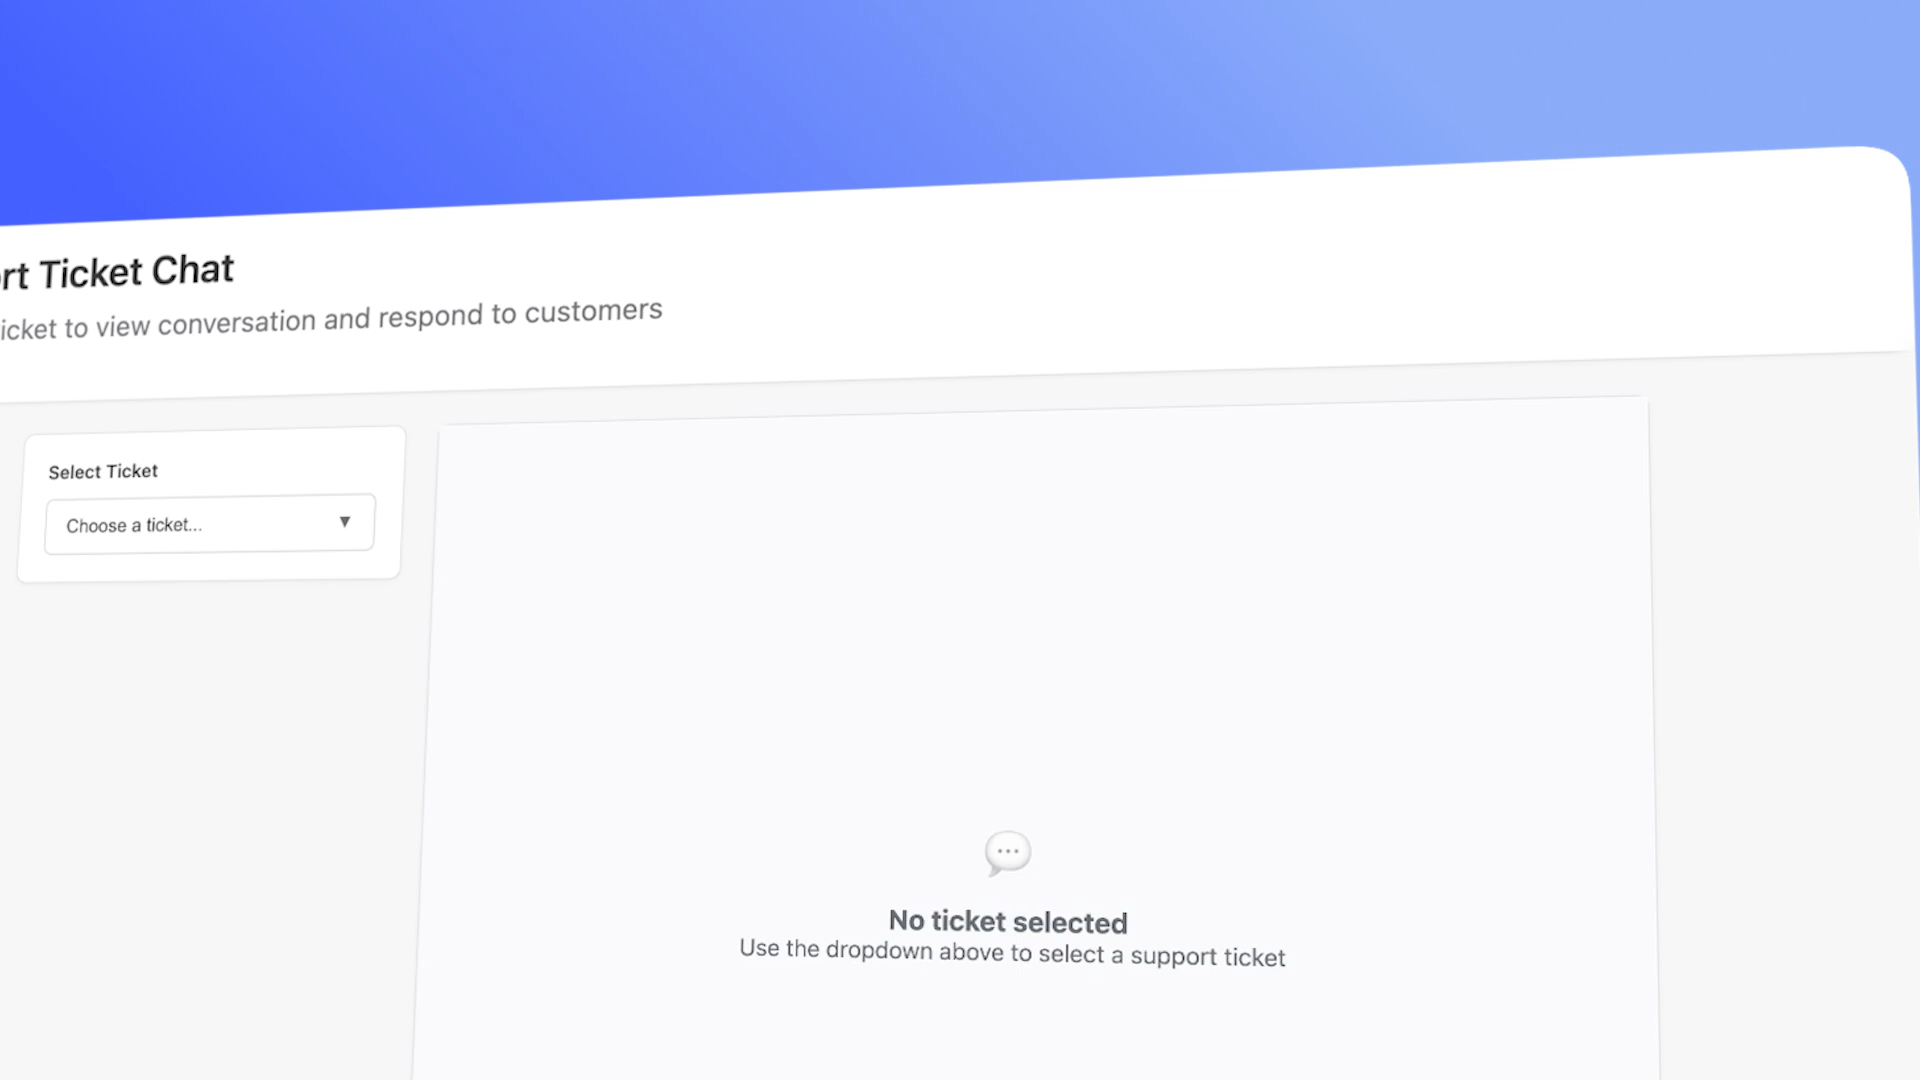 rt Ticket Chat
icket to view conversation and respond to customers
Select Ticket
Choose a ticket...
No ticket selected
Use the dropdown above to select a support ticket